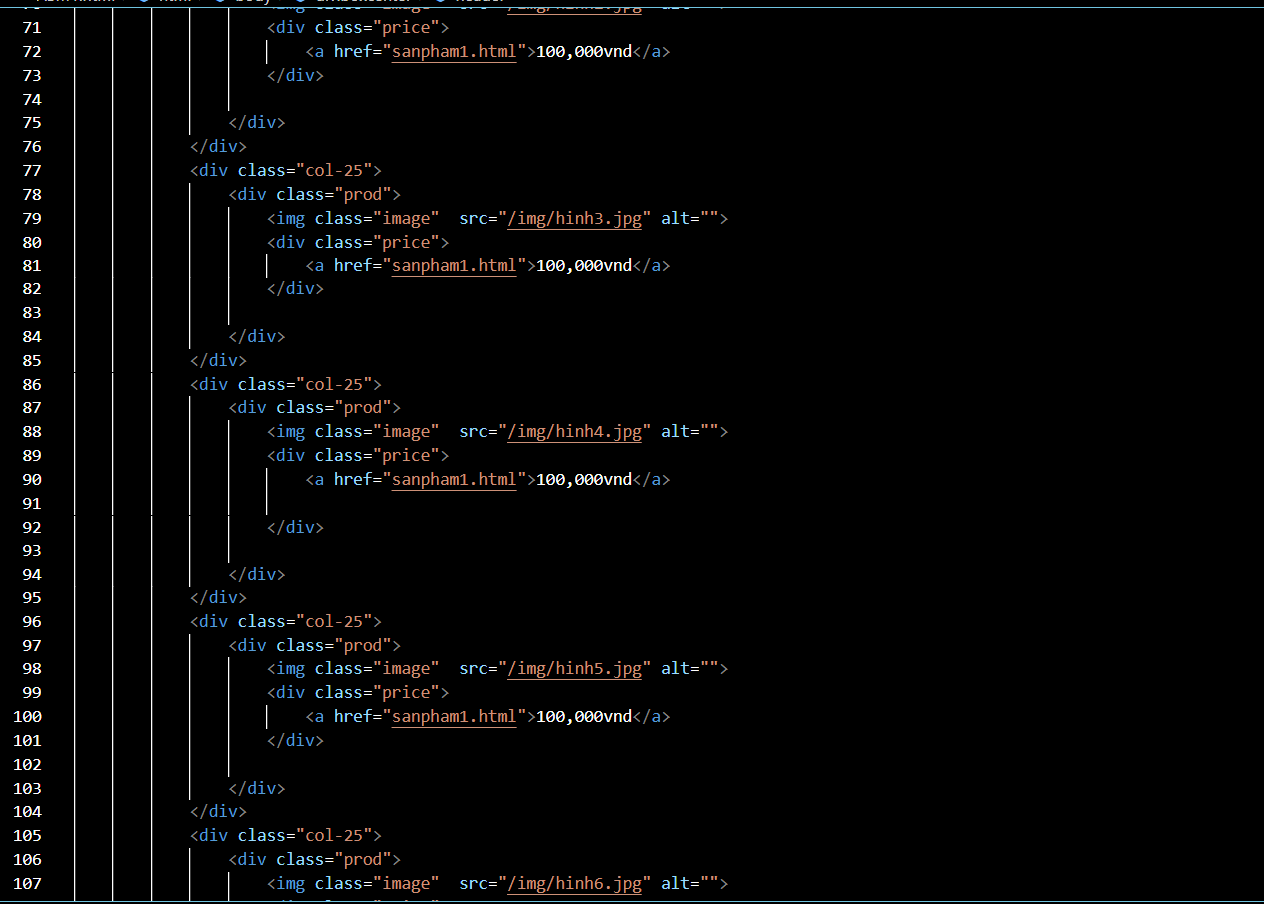 71 <div class="price">
72 <a href="sanpham1.html">100,000vnd</a>
73 </div>
74
75 </div>
76 </div>
77 <div class="col-25">
78 <div class="prod">
79 <img class="image"  src="/img/hinh3.jpg" alt="">
80 <div class="price">
81 <a href="sanpham1.html">100,000vnd</a>
82 </div>
83
84 </div>
85 </div>
86 <div class="col-25">
87 <div class="prod">
88 <img class="image"  src="/img/hinh4.jpg" alt="">
89 <div class="price">
90 <a href="sanpham1.html">100,000vnd</a>
91
92 </div>
93
94 </div>
95 </div>
96 <div class="col-25">
97 <div class="prod">
98 <img class="image"  src="/img/hinh5.jpg" alt="">
99 <div class="price">
100 <a href="sanpham1.html">100,000vnd</a>
101 </div>
102
103 </div>
104 </div>
105 <div class="col-25">
106 <div class="prod">
107 <img class="image"  src="/img/hinh6.jpg" alt="">